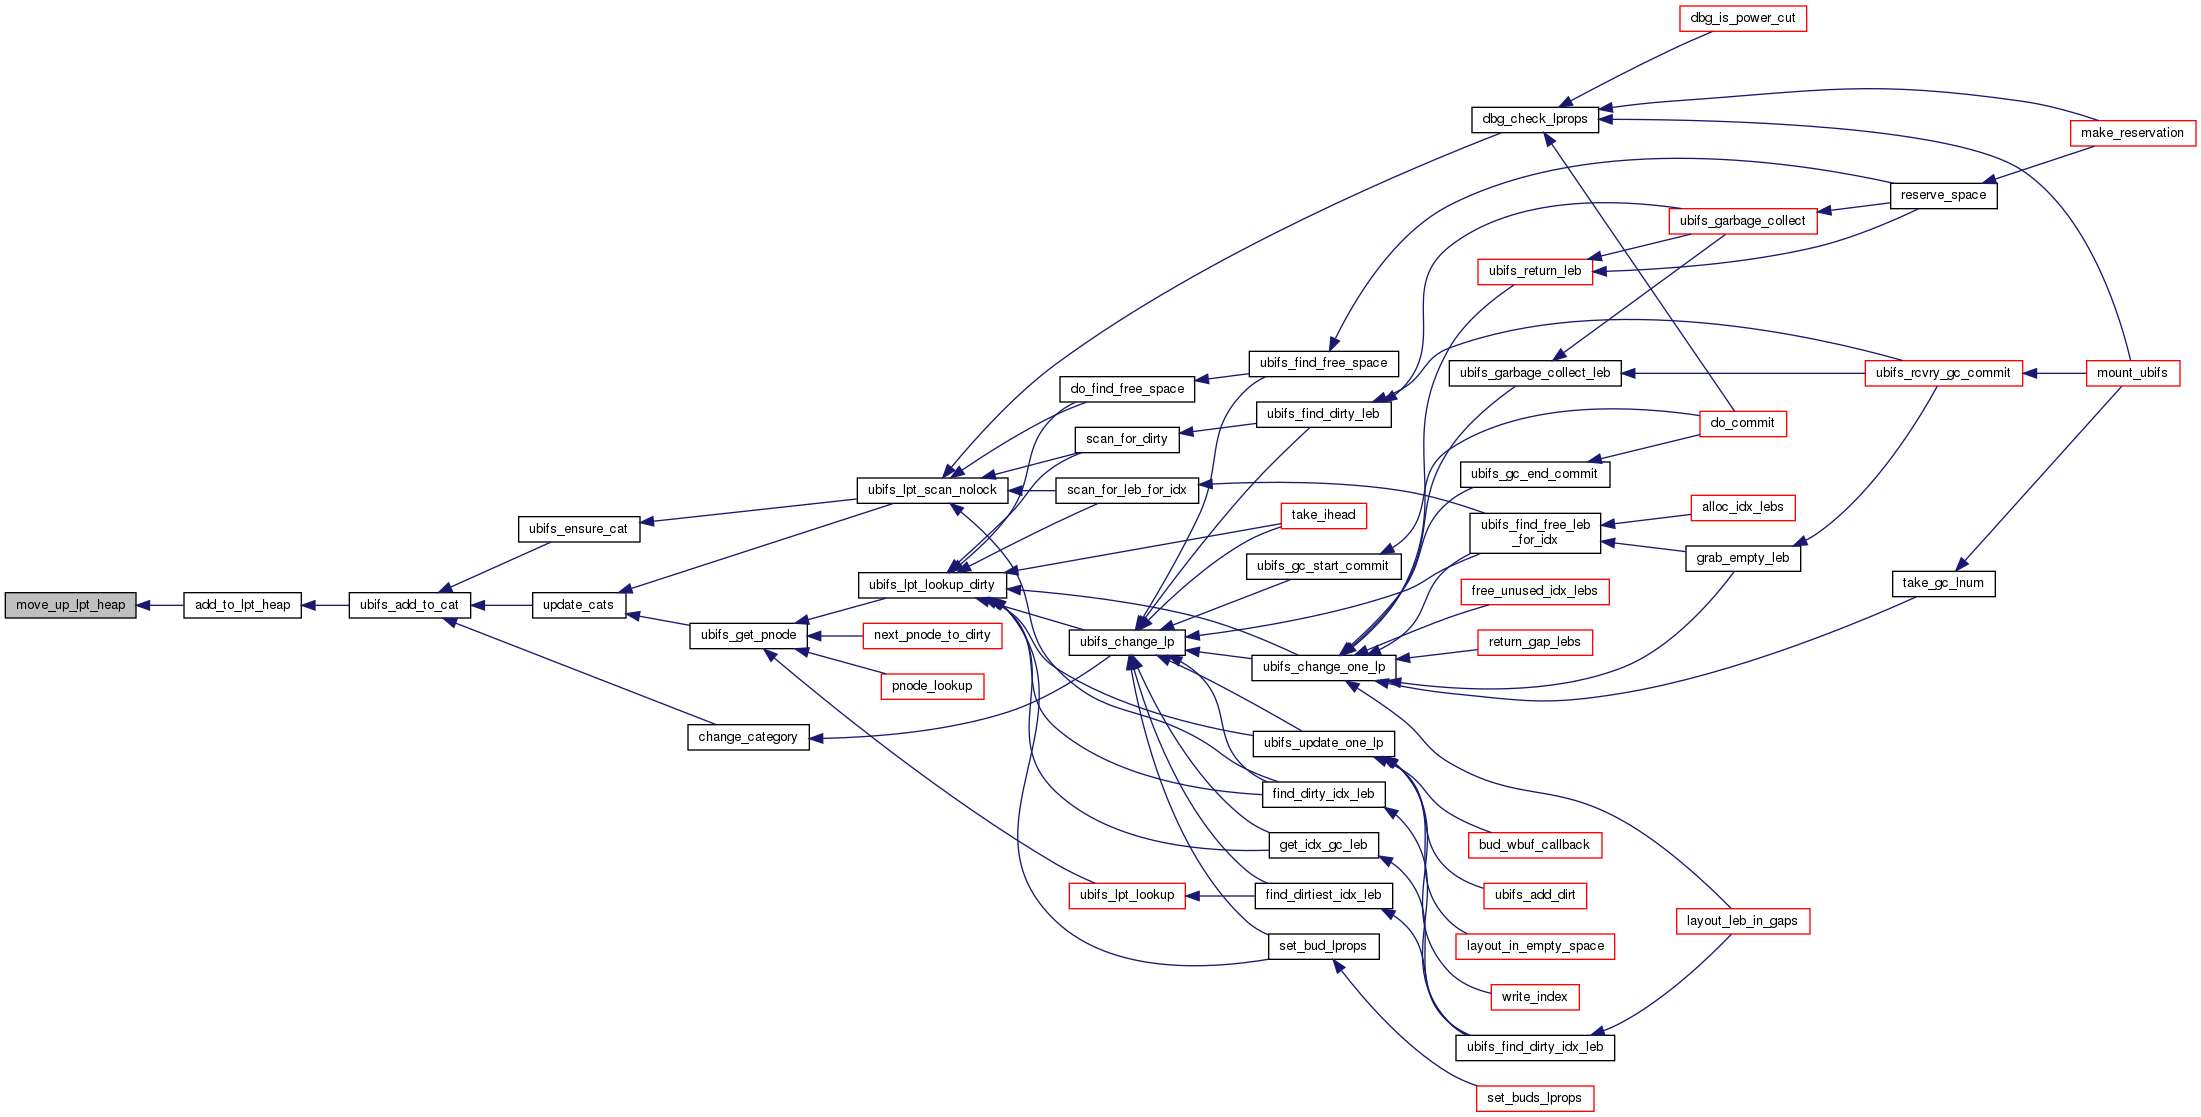 dbg_is_power_cut
dbg_check_lprops
make_reservation
reserve_space
ubifs_garbage_collect
ubifs_return_leb
ubifs_find_free_space
ubifs_garbage_collect_leb
ubifs_rcvry_gc_commit
mount_ubifs
do_find_free_space
ubifs_find_dirty_leb
do_commit
scan_for_dirty
ubifs_gc_end_commit
ubifs_lpt_scan_nolock
scan_for_leb_for_idx
take_ihead
alloc_idx_lebs
ubifs_ensure_cat
ubifs_find_free_leb
_for_idx
grab_empty_leb
ubifs_gc_start_commit
ubifs_lpt_lookup_dirty
take_gc_lnum
free_unused_idx_lebs
move_up_lpt_heap
add_to_lpt_heap
ubifs_add_to_cat
update_cats
ubifs_get_pnode
next_pnode_to_dirty
ubifs_change_lp
return_gap_lebs
ubifs_change_one_lp
pnode_lookup
change_category
ubifs_update_one_lp
find_dirty_idx_leb
get_idx_gc_leb
bud_wbuf_callback
ubifs_lpt_lookup
find_dirtiest_idx_leb
ubifs_add_dirt
layout_leb_in_gaps
set_bud_lprops
layout_in_empty_space
write_index
ubifs_find_dirty_idx_leb
set_buds_lprops